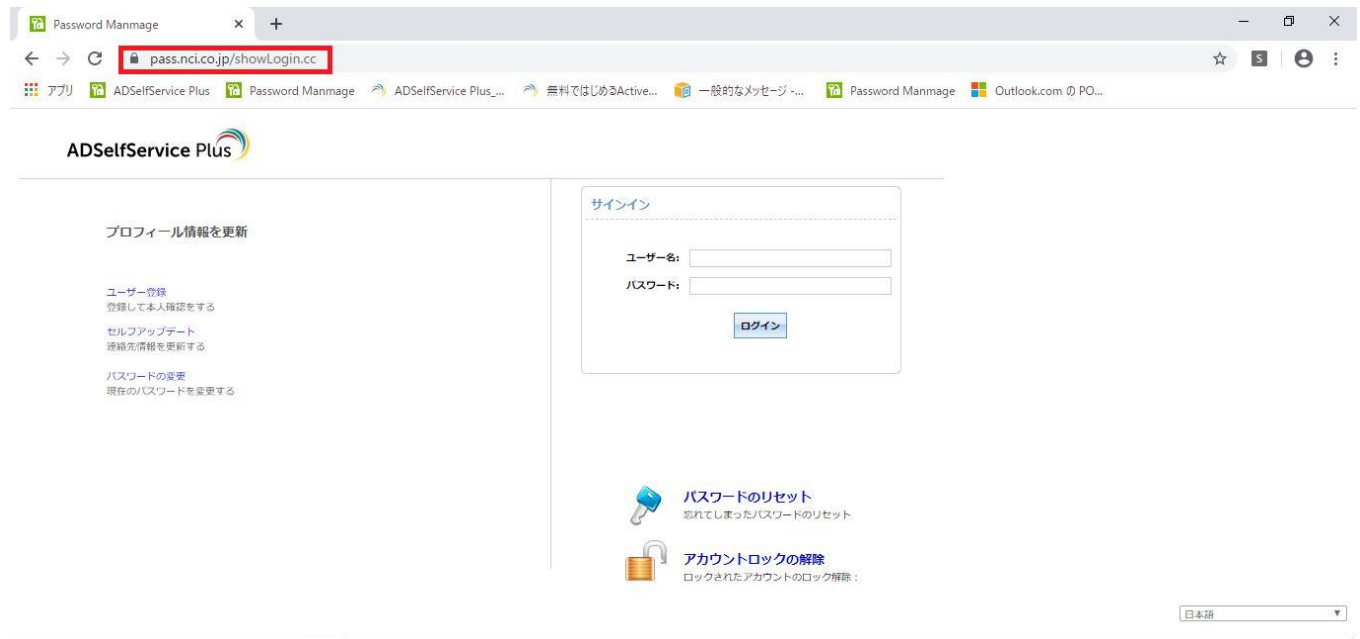 Password Manmage
pass.nci.co.jp/showLogin.cc
S
アプリ ADSelfService Plus Password Manmage ADSelfService Plus_... 無料ではじめるActive... 一般的なメッセージ -... Password Manmage Outlook.com の PO...
ADSelfService Plus
サインイン
プロフィール情報を更新
ユーザー名:
パスワード:
ログイン
ユーザー登録
登録して本人確認をする
セルフアップデート
連絡先情報を更新する
パスワードの変更
現在のパスワードを変更する
パスワードのリセット
忘れてしまったパスワードのリセット
アカウントロックの解除
ロックされたアカウントのロック解除 :
日本語